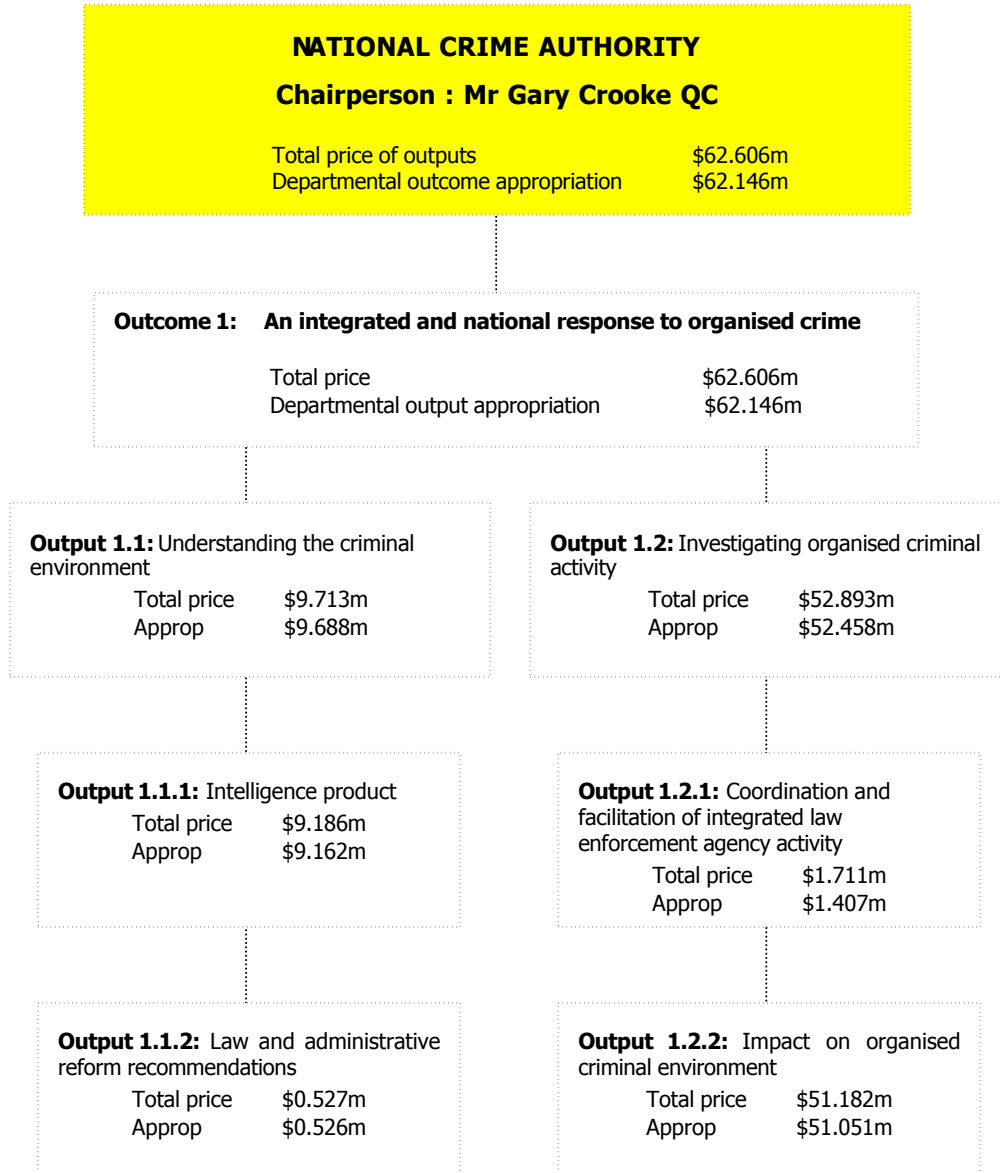 NATIONAL CRIME AUTHORITY
Chairperson : Mr Gary Crooke QC
Total price of outputs $62.606m
Departmental outcome appropriation $62.146m
Outcome 1: An integrated and national response to organised crime
Total price $62.606m
Departmental output appropriation $62.146m
Output 1.1: Understanding the criminal
environment
Total price $9.713m
Approp $9.688m
Output 1.2: Investigating organised criminal
activity
Total price $52.893m
Approp $52.458m
Output 1.1.1: Intelligence product
Total price $9.186m
Approp $9.162m
Output 1.2.1: Coordination and
facilitation of integrated law
enforcement agency activity
Total price $1.711m
Approp $1.407m
Output 1.1.2: Law and administrative
reform recommendations
Total price $0.527m
Approp $0.526m
Output 1.2.2: Impact on organised
criminal environment
Total price $51.182m
Approp $51.051m